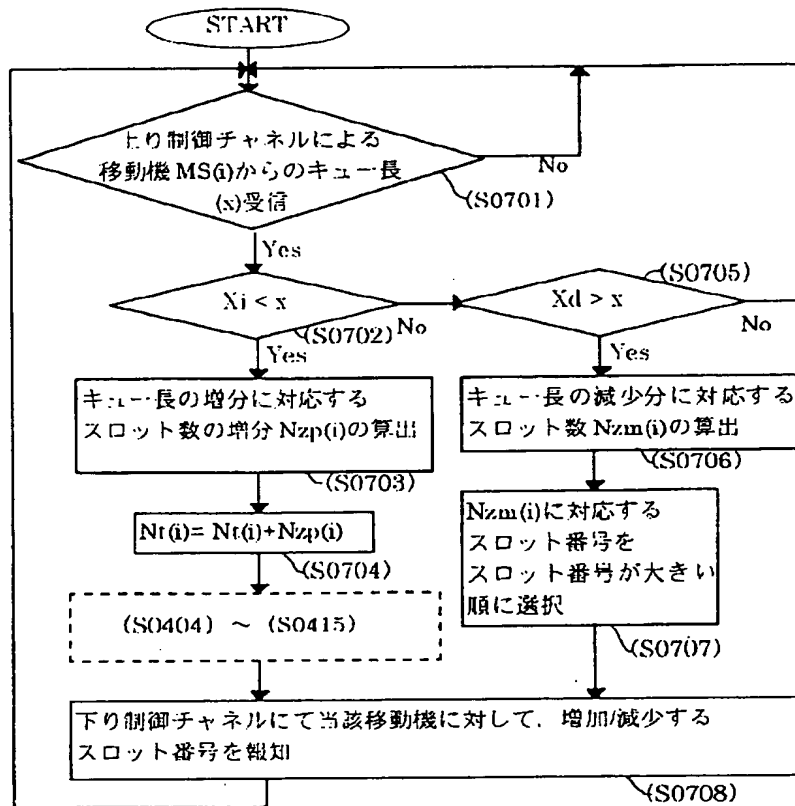 START
上り制御チャネルによる
移動機 MS(i)からのキュー長
(x)受信
No
(S0701)
Yes
Xi < x
No
(S0702)
Xd > x
(S0705)
No
Yes
Yes
キュー長の増分に対応する
スロット数の増分 Nzp(i)の算出
(S0703)
キュー長の減少分に対応する
スロット数 Nzm(i)の算出
(S0706)
Nt(i)= Nt(i)+Nzp(i)
(S0704)
Nzm(i)に対応する
スロット番号を
スロット番号が大きい
順に選択
(S0707)
(S0404) ～ (S0415)
下り制御チャネルにて当該移動機に対して、増加/減少する
スロット番号を報知
(S0708)